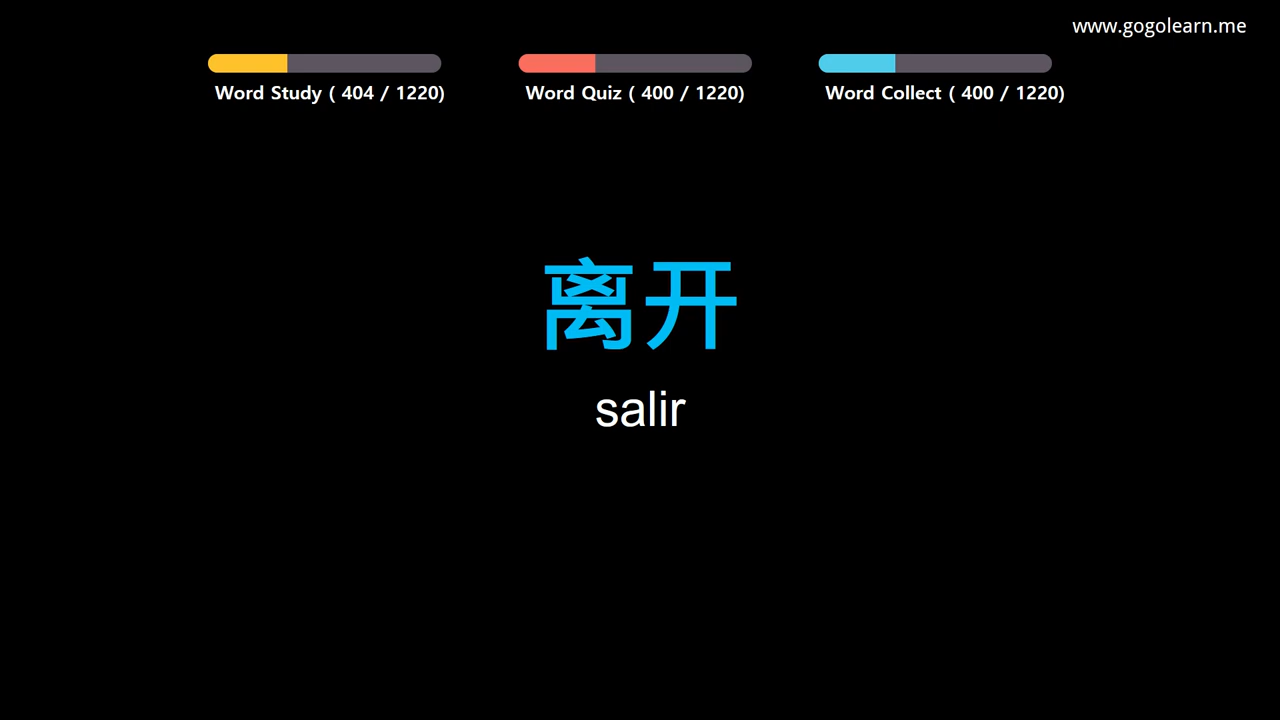 www.gogolearn.me
Word Study ( 404 / 1220)
Word Quiz ( 400 / 1220)
Word Collect ( 400 / 1220)
离开
salir